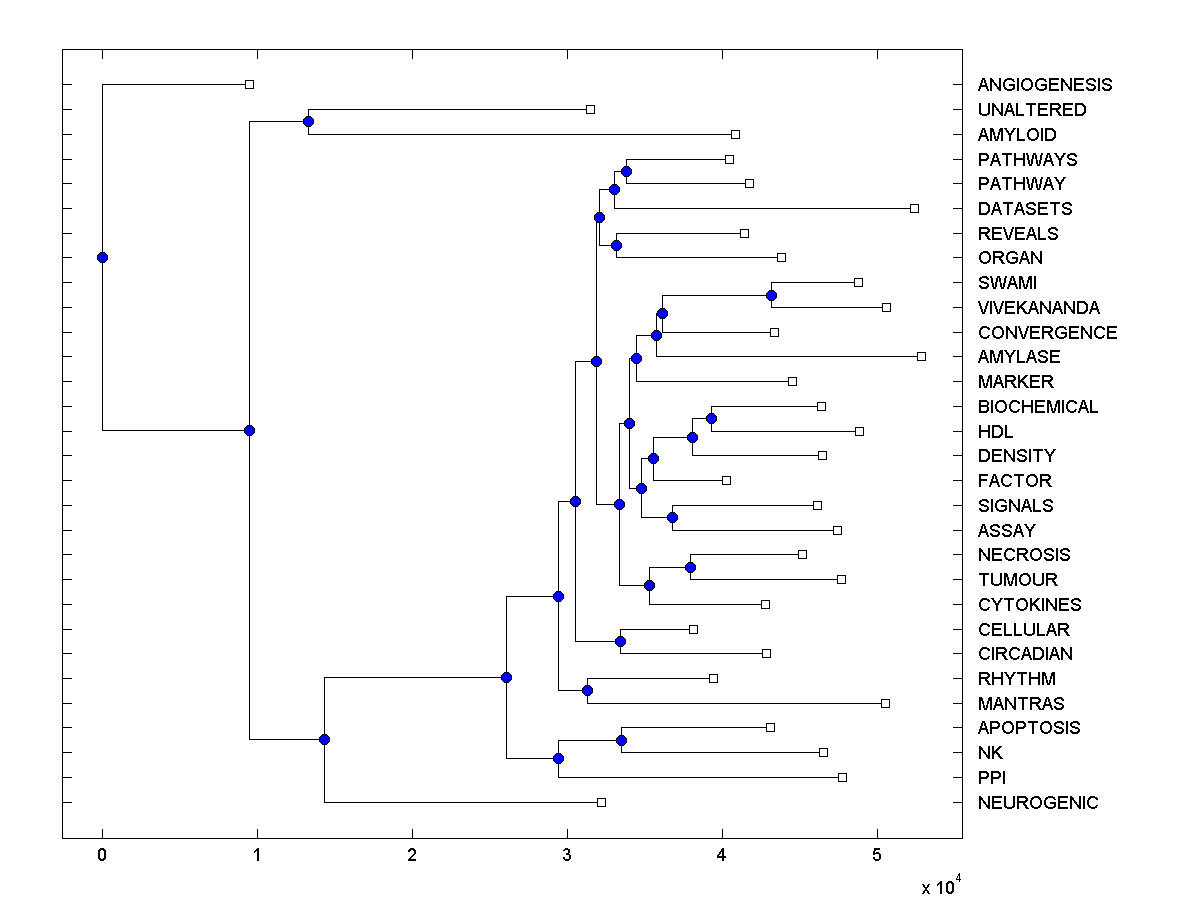 ANGIOGENESIS
UNALTERED
AMYLOID
PATHWAYS
PATHWAY
DATASETS
REVEALS
ORGAN
SWAMI
VIVEKANANDA
CONVERGENCE
AMYLASE
MARKER
BIOCHEMICAL
HDL
DENSITY
FACTOR
SIGNALS
ASSAY
NECROSIS
TUMOUR
CYTOKINES
CELLULAR
CIRCADIAN
RHYTHM
MANTRAS
APOPTOSIS
NK
PPI
NEUROGENIC
0 1 2 3 4 5
x 10^4